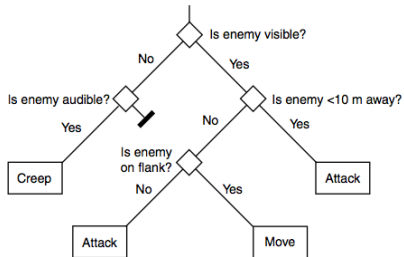 Is enemy visible?
No
Yes
Is enemy audible?
Is enemy <10 m away?
Yes
No
Yes
Is enemy
on flank?
Creep
Attack
No
Yes
Attack
Move